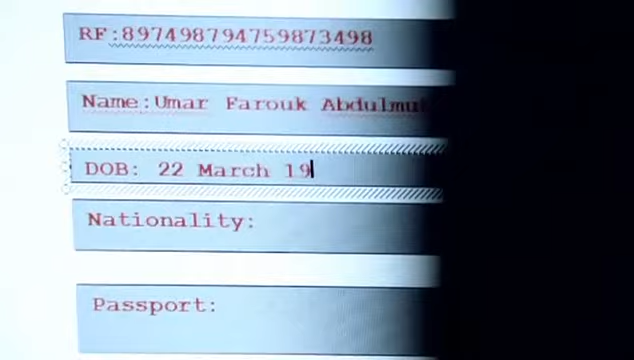 RF:897498794759873498
Name:Umar Farouk
DOB: 22 March 19
Nationality:
Passport: